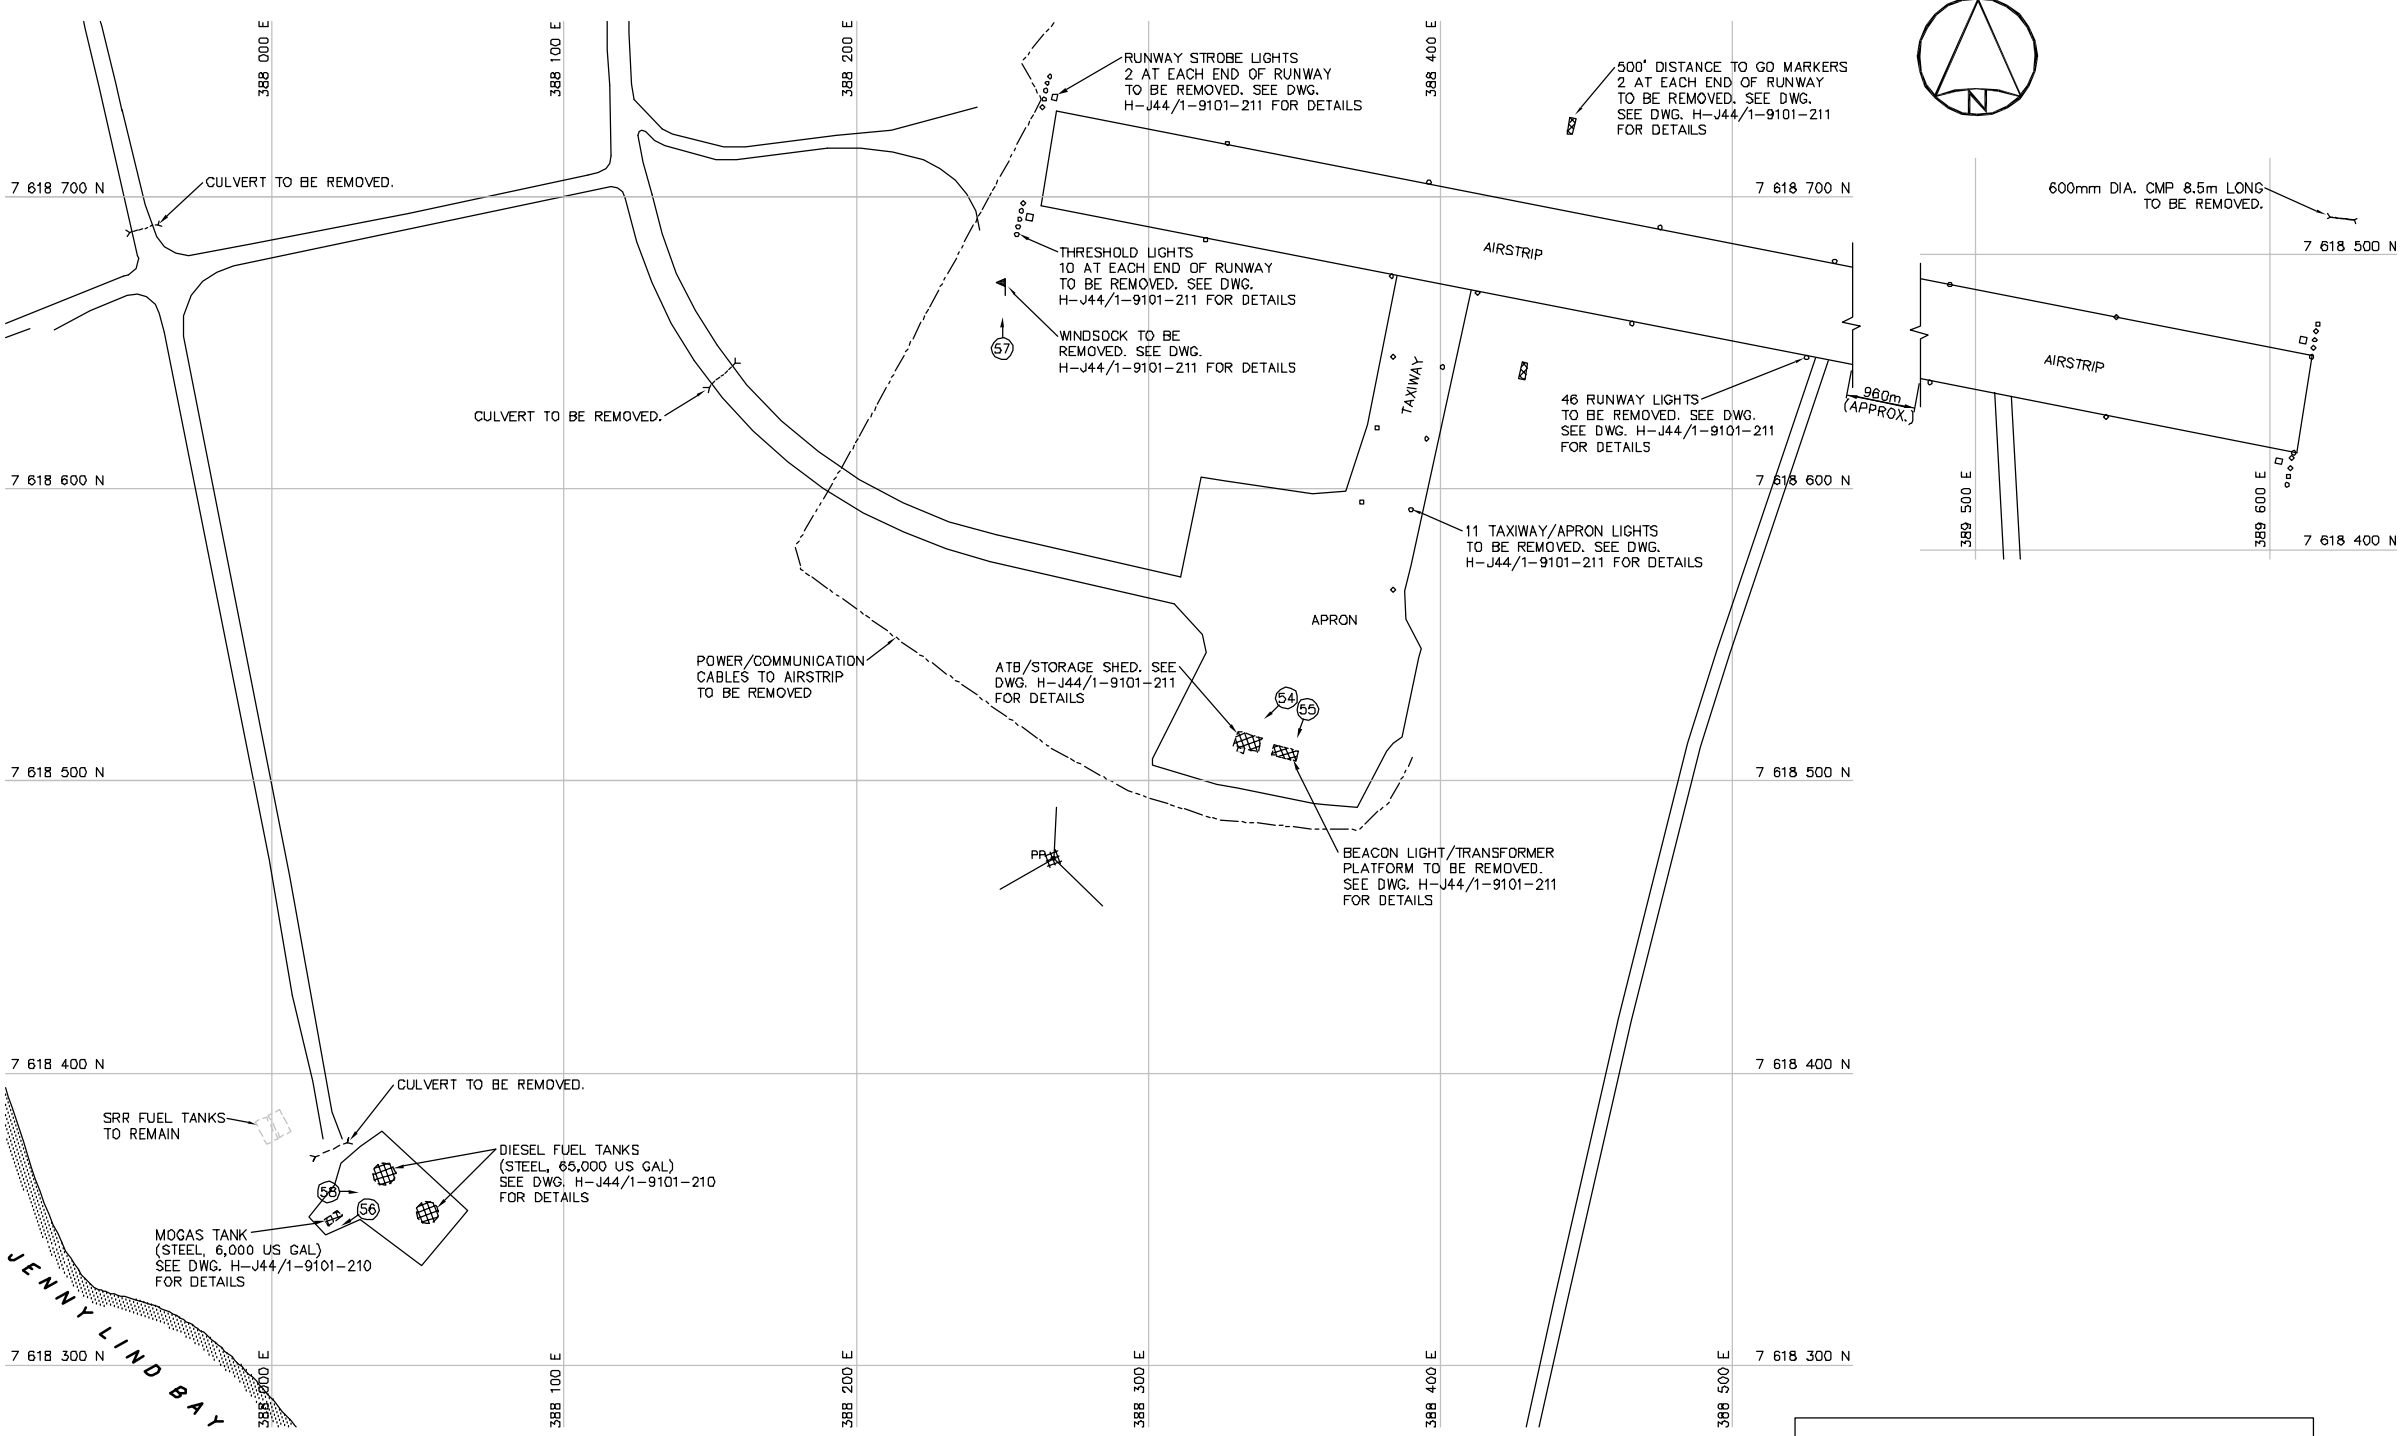 388 000 E
388 100 E
388 200 E
388 400 E
RUNWAY STROBE LIGHTS
2 AT EACH END OF RUNWAY
TO BE REMOVED. SEE DWG.
H-J44/1-9101-211 FOR DETAILS
500' DISTANCE TO GO MARKERS
2 AT EACH END OF RUNWAY
TO BE REMOVED. SEE DWG.
SEE DWG. H-J44/1-9101-211
FOR DETAILS
N
7 618 700 N
CULVERT TO BE REMOVED.
7 618 700 N
600mm DIA. CMP 8.5m LONG
TO BE REMOVED.
7 618 500 N
THRESHOLD LIGHTS
10 AT EACH END OF RUNWAY
TO BE REMOVED. SEE DWG.
H-J44/1-9101-211 FOR DETAILS
AIRSTRIP
WINDSOCK TO BE
REMOVED. SEE DWG.
H-J44/1-9101-211 FOR DETAILS
57
TAXIWAY
AIRSTRIP
960m
(APPROX.)
CULVERT TO BE REMOVED.
46 RUNWAY LIGHTS
TO BE REMOVED. SEE DWG.
SEE DWG. H-J44/1-9101-211
FOR DETAILS
7 618 600 N
7 618 600 N
389 500 E
389 600 E
7 618 400 N
11 TAXIWAY/APRON LIGHTS
TO BE REMOVED. SEE DWG.
H-J44/1-9101-211 FOR DETAILS
APRON
POWER/COMMUNICATION
CABLES TO AIRSTRIP
TO BE REMOVED
ATB/STORAGE SHED. SEE
DWG. H-J44/1-9101-211
FOR DETAILS
54
55
7 618 500 N
7 618 500 N
PP
BEACON LIGHT/TRANSFORMER
PLATFORM TO BE REMOVED.
SEE DWG. H-J44/1-9101-211
FOR DETAILS
7 618 400 N
7 618 400 N
CULVERT TO BE REMOVED.
SRR FUEL TANKS
TO REMAIN
DIESEL FUEL TANKS
(STEEL, 65,000 US GAL)
SEE DWG. H-J44/1-9101-210
FOR DETAILS
58
56
MOGAS TANK
(STEEL, 6,000 US GAL)
SEE DWG. H-J44/1-9101-210
FOR DETAILS
JENNY LIND BAY
7 618 300 N
7 618 300 N
388 000 E
388 100 E
388 200 E
388 300 E
388 400 E
388 500 E